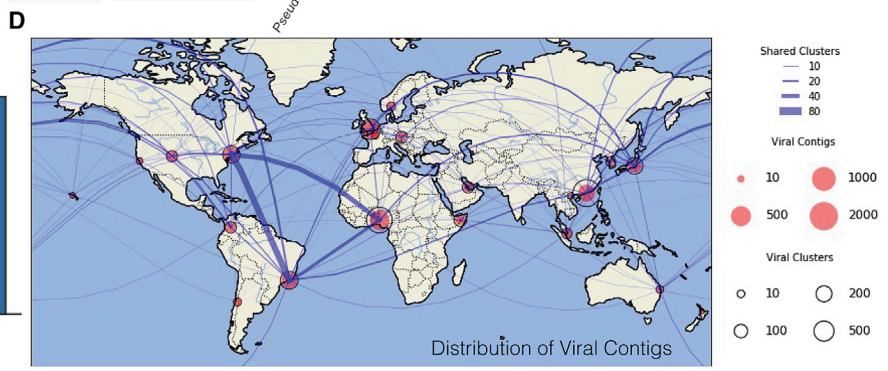 Pseud
D
Shared Clusters
10
20
40
80
Viral Contigs
10 1000
500 2000
Viral Clusters
10 200
100 500
Distribution of Viral Contigs